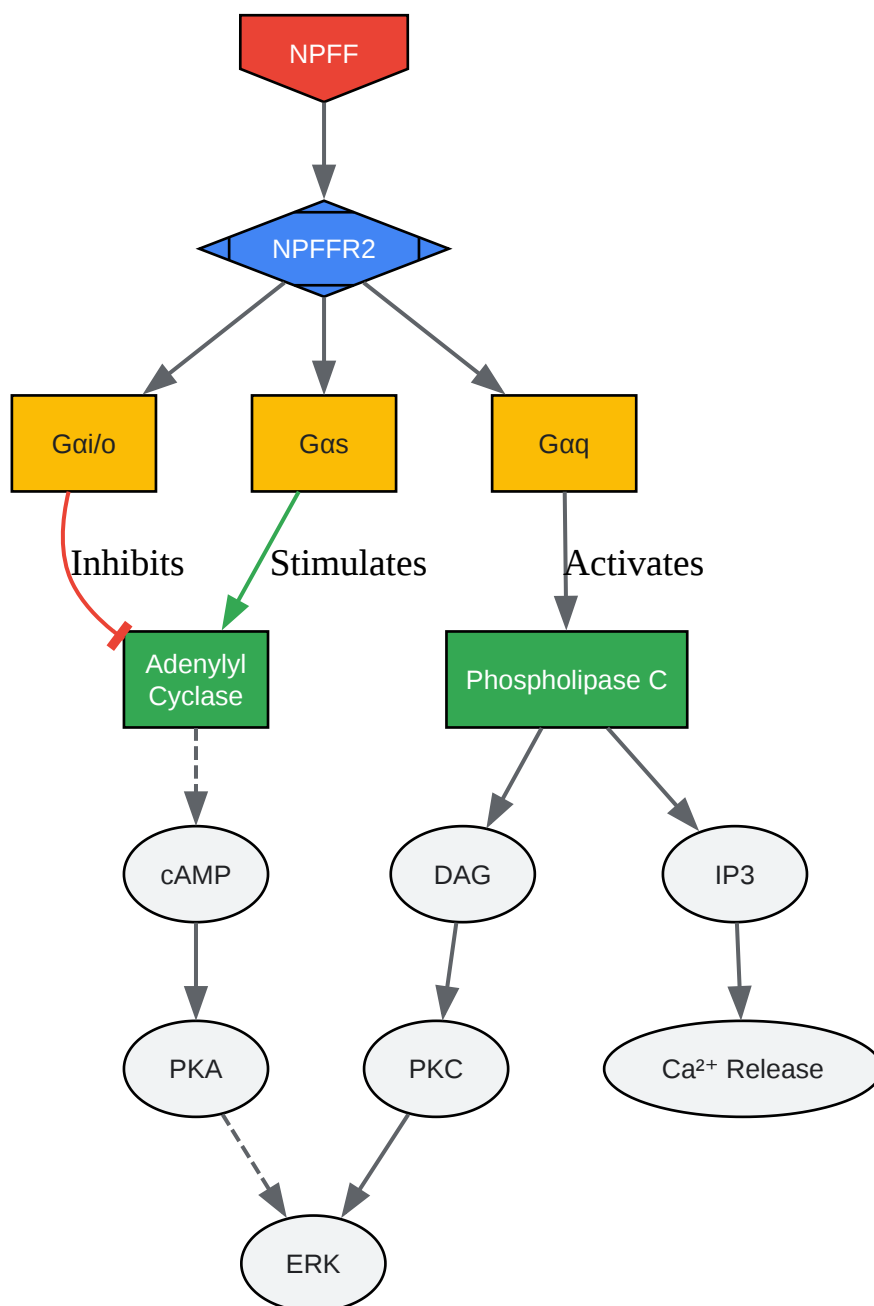 NPFF
NPFFR2
Gαi/o
Gαs
Gαq
Inhibits
Stimulates
Activates
Adenylyl
Cyclase
Phospholipase C
cAMP
DAG
IP3
PKA
PKC
Ca²⁺ Release
ERK